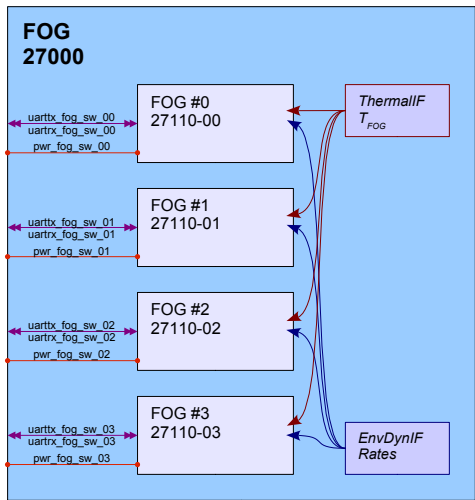 FOG
27000
FOG #0
27110-00
uarttx_fog_sw_00
uartrx_fog_sw_00
pwr_fog_sw_00
ThermalIF
T_FOG
FOG #1
27110-01
uarttx_fog_sw_01
uartrx_fog_sw_01
pwr_fog_sw_01
FOG #2
27110-02
uarttx_fog_sw_02
uartrx_fog_sw_02
pwr_fog_sw_02
FOG #3
27110-03
uarttx_fog_sw_03
uartrx_fog_sw_03
pwr_fog_sw_03
EnvDynIF
Rates